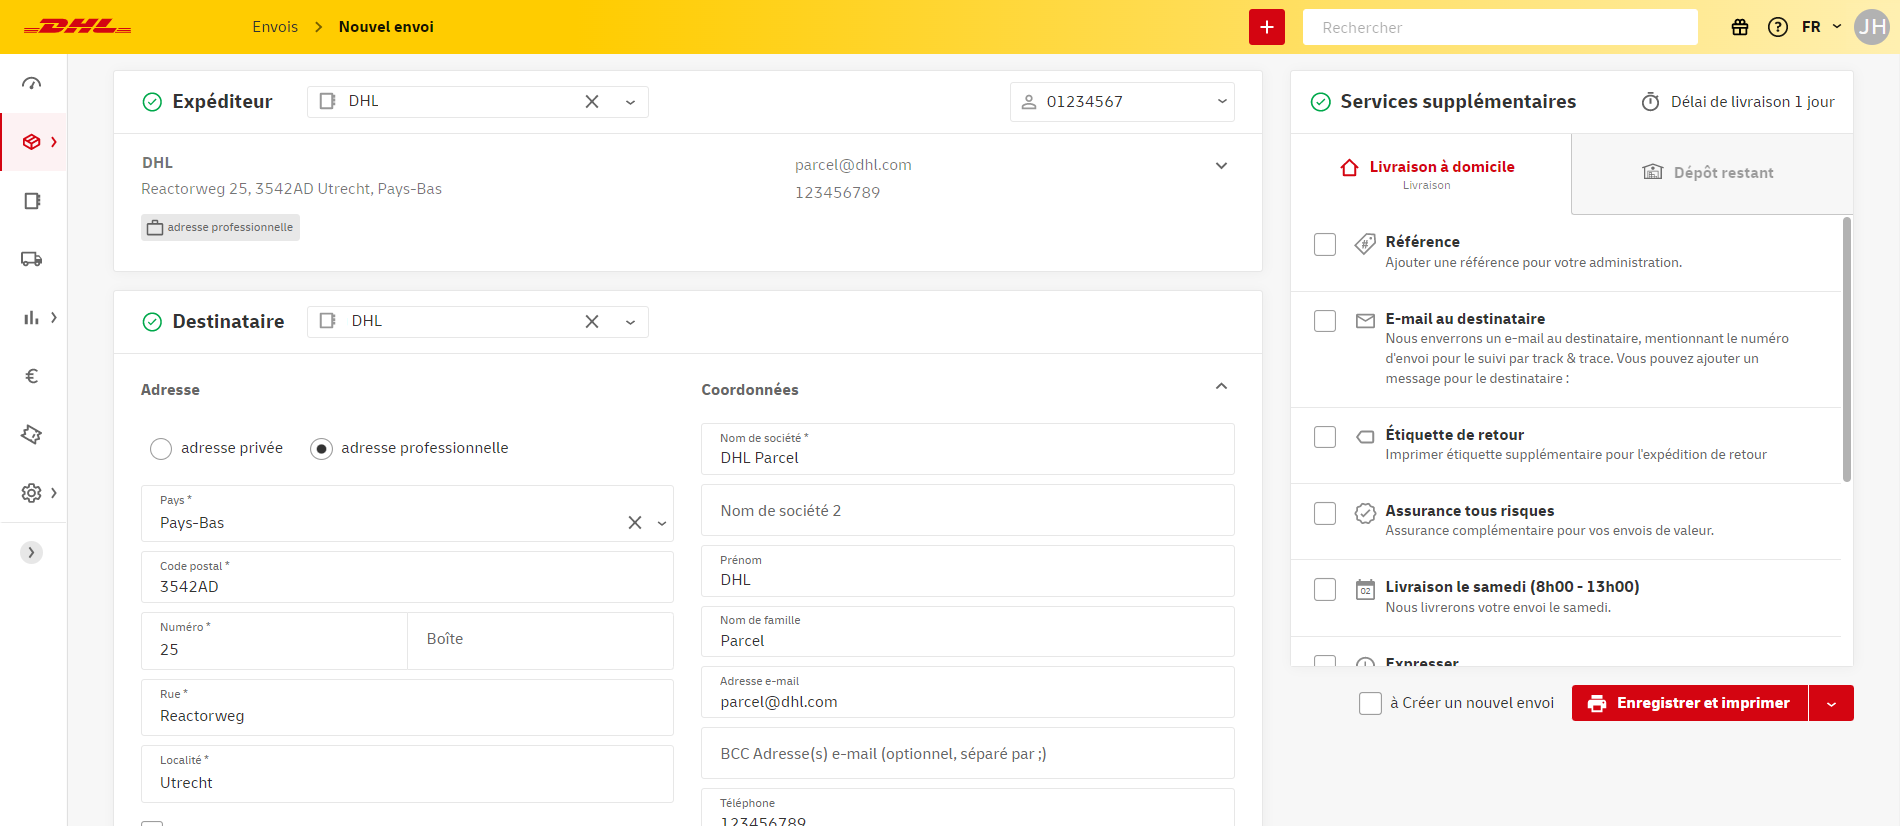 DHL
Envois > Nouvel envoi
Rechercher
FR
JH
Expéditeur
DHL
01234567
DHL
Reactorweg 25, 3542AD Utrecht, Pays-Bas
parcel@dhl.com
123456789
adresse professionnelle
Destinataire
DHL
Adresse
adresse privée
adresse professionnelle
Pays *
Pays-Bas
Code postal *
3542AD
Numéro *
25
Boîte
Rue *
Reactorweg
Localité *
Utrecht
Coordonnées
Nom de société *
DHL Parcel
Nom de société 2
Prénom
DHL
Nom de famille
Parcel
Adresse e-mail
parcel@dhl.com
BCC Adresse(s) e-mail (optionnel, séparé par ;)
Téléphone
123456789
Services supplémentaires
Délai de livraison 1 jour
Livraison à domicile
Livraison
Dépôt restant
Référence
Ajouter une référence pour votre administration.
E-mail au destinataire
Nous enverrons un e-mail au destinataire, mentionnant le numéro
d'envoi pour le suivi par track & trace. Vous pouvez ajouter un
message pour le destinataire :
Étiquette de retour
Imprimer étiquette supplémentaire pour l'expédition de retour
Assurance tous risques
Assurance complémentaire pour vos envois de valeur.
02
Livraison le samedi (8h00 - 13h00)
Nous livrerons votre envoi le samedi.
Expresser
à Créer un nouvel envoi
Enregistrer et imprimer